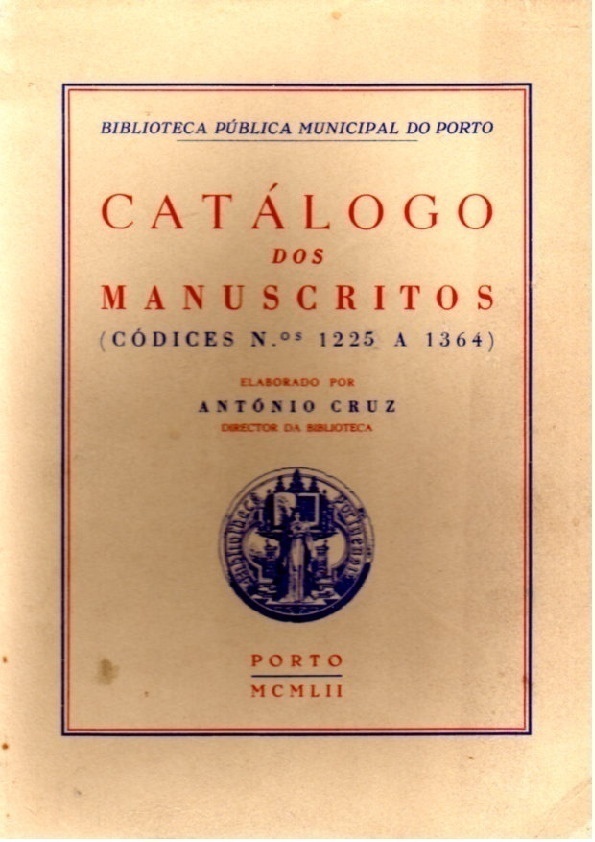 BIBLIOTECA PÚBLICA MUNICIPAL DO PORTO
CATÁLOGO
DOS
MANUSCRITOS
(CÓDICES N.ºˢ 1225 A 1364)
ELABORADO POR
ANTÓNIO CRUZ
DIRECTOR DA BIBLIOTECA
PORTO
MCMLII